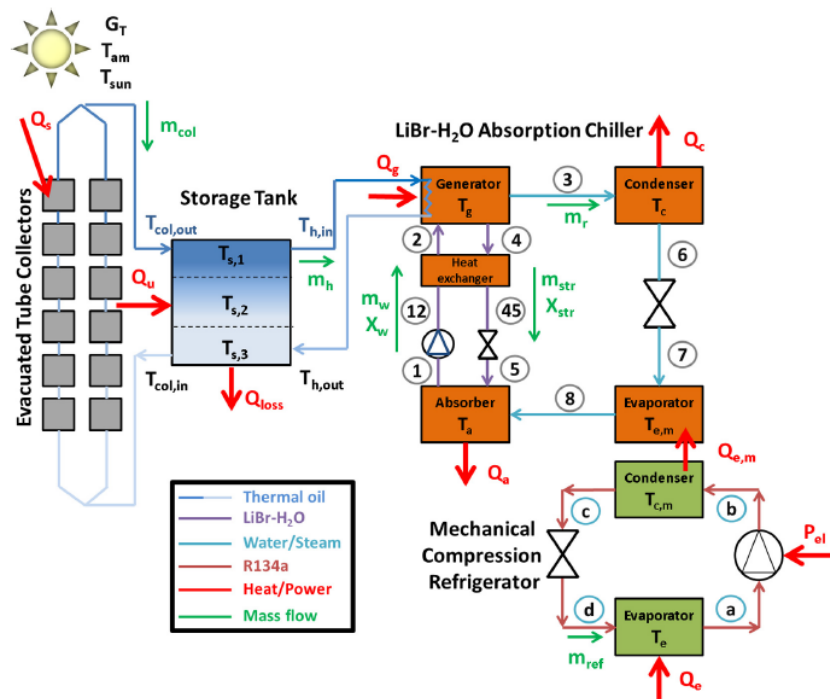 G_T
T_am
T_sun
Q_s
m_col
LiBr-H₂O Absorption Chiller
Q_c
Evacuated Tube Collectors
Storage Tank
Q_g
Generator
T_g
3
m_r
Condenser
T_c
T_col,out
T_h,in
T_s,1
m_h
2
4
6
Heat
exchanger
Q_u
T_s,2
m_w
X_w
12
45
m_str
X_str
T_s,3
7
T_col,in
T_h,out
1
5
Q_loss
Absorber
T_a
8
Evaporator
T_e,m
Q_a
Q_e,m
Condenser
T_c,m
c
b
Thermal oil
LiBr-H₂O
Water/Steam
R134a
Heat/Power
Mass flow
Mechanical
Compression
Refrigerator
P_el
d
m_ref
Evaporator
T_e
a
Q_e